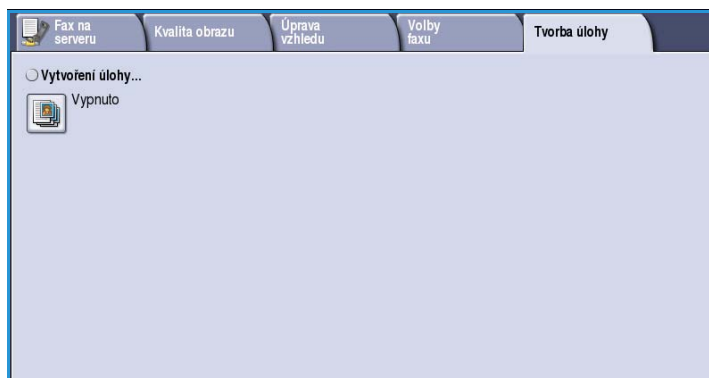 Fax na
serveru
Kvalita obrazu
Úprava
vzhledu
Volby
faxu
Tvorba úlohy
Vytvoření úlohy...
Vypnuto